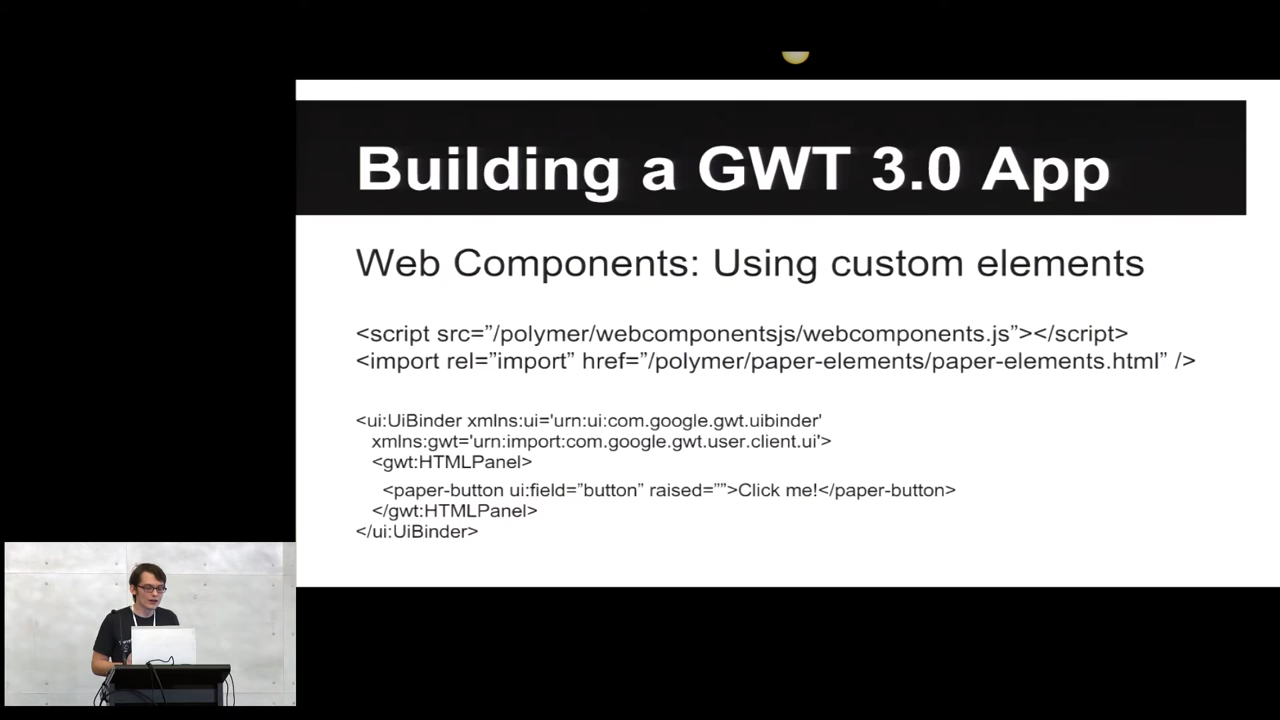 Building a GWT 3.0 App
Web Components: Using custom elements
<script src=”/polymer/webcomponentsjs/webcomponents.js”></script>
<import rel=”import” href=”/polymer/paper-elements/paper-elements.html” />
<ui:UiBinder xmlns:ui='urn:ui:com.google.gwt.uibinder'
xmlns:gwt='urn:import:com.google.gwt.user.client.ui'>
<gwt:HTMLPanel>
<paper-button ui:field=”button” raised=””>Click me!</paper-button>
</gwt:HTMLPanel>
</ui:UiBinder>